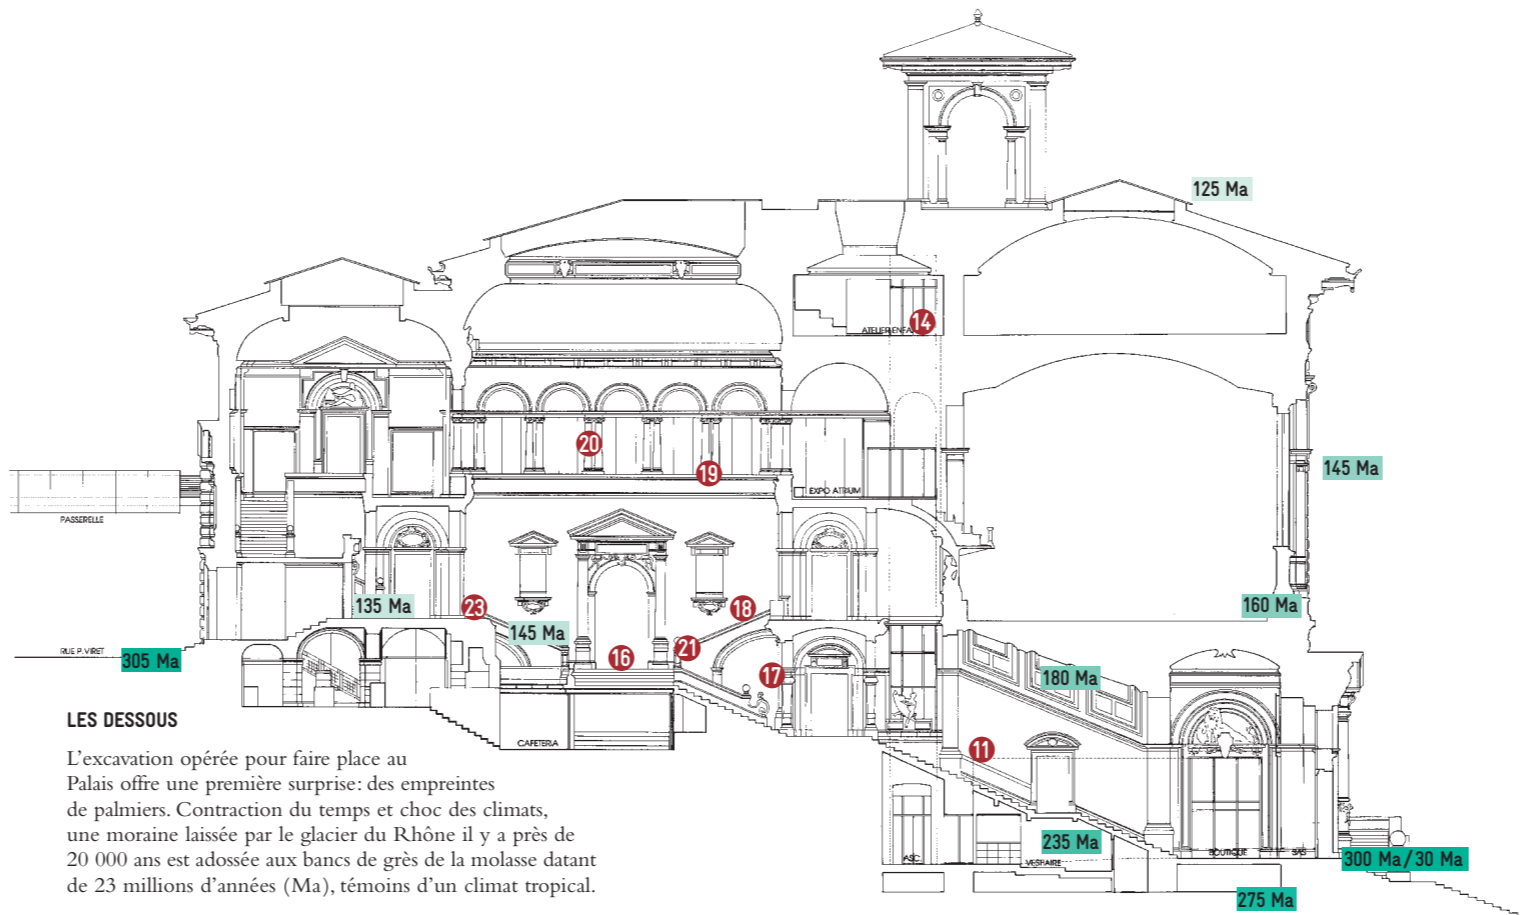 125 Ma
14
ATELIER ENFA
20
19
145 Ma
EXPO ATRIUM
PASSERELLE
135 Ma
23
18
160 Ma
145 Ma
21
16
RUE P.VIRET
305 Ma
17
180 Ma
CAFETERIA
11
235 Ma
ASC
VESTIAIRE
BOUTIQUE
SAS
300 Ma/30 Ma
275 Ma
LES DESSOUS
L'excavation opérée pour faire place au
Palais offre une première surprise: des empreintes
de palmiers. Contraction du temps et choc des climats,
une moraine laissée par le glacier du Rhône il y a près de
20 000 ans est adossée aux bancs de grès de la molasse datant
de 23 millions d'années (Ma), témoins d'un climat tropical.